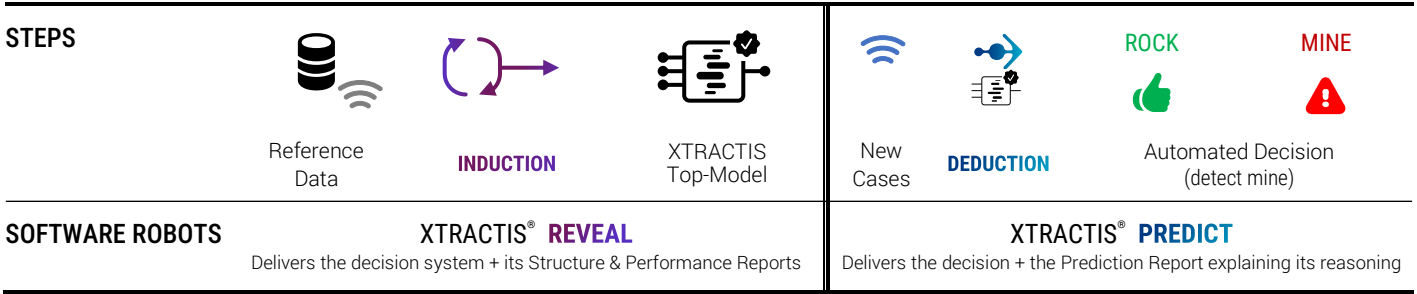 STEPS
ROCK
MINE
Reference
Data
INDUCTION
XTRACTIS
Top-Model
New
Cases
DEDUCTION
Automated Decision
(detect mine)
SOFTWARE ROBOTS
XTRACTIS® REVEAL
Delivers the decision system + its Structure & Performance Reports
XTRACTIS® PREDICT
Delivers the decision + the Prediction Report explaining its reasoning